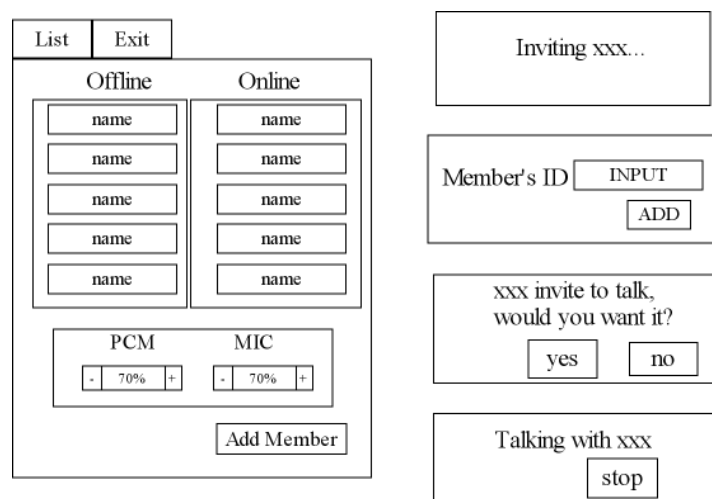 List Exit
Offline Online
name name
name name
name name
name name
name name
PCM MIC
- 70% + - 70% +
Add Member
Inviting xxx...
Member's ID INPUT
ADD
xxx invite to talk,
would you want it?
yes no
Talking with xxx
stop